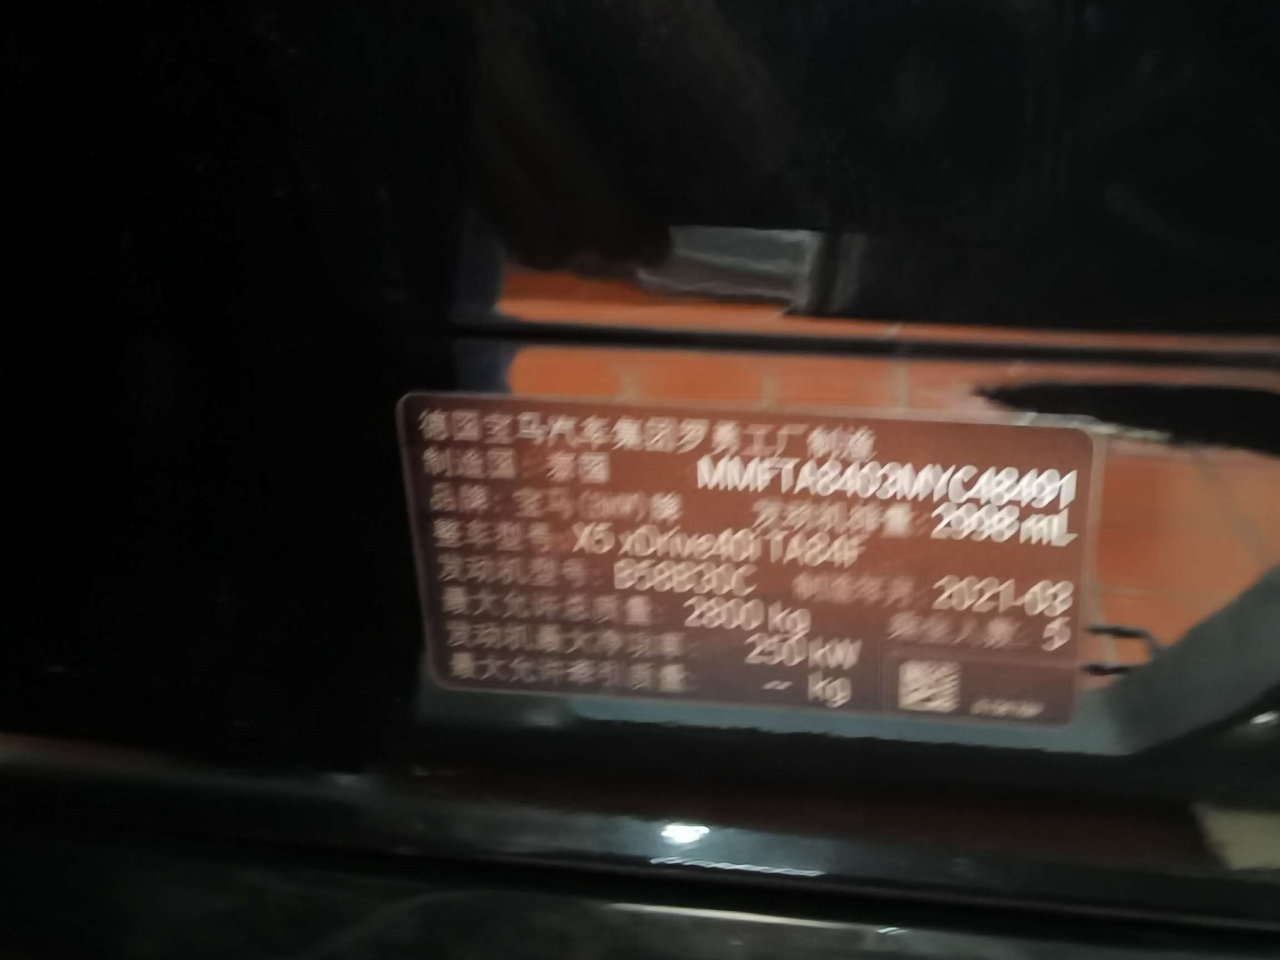 德国宝马汽车集团罗勇工厂制造
制造国：泰国 MMFTA8403MYC48491
品牌：宝马(BMW)牌 发动机排量：2998 mL
整车型号：X5 xDrive40i TA84F
发动机型号：B58B30C 制造年月：2021-03
最大允许总质量：2800 kg 乘坐人数：5
发动机最大净功率：250 kW
最大允许牵引质量：-- kg